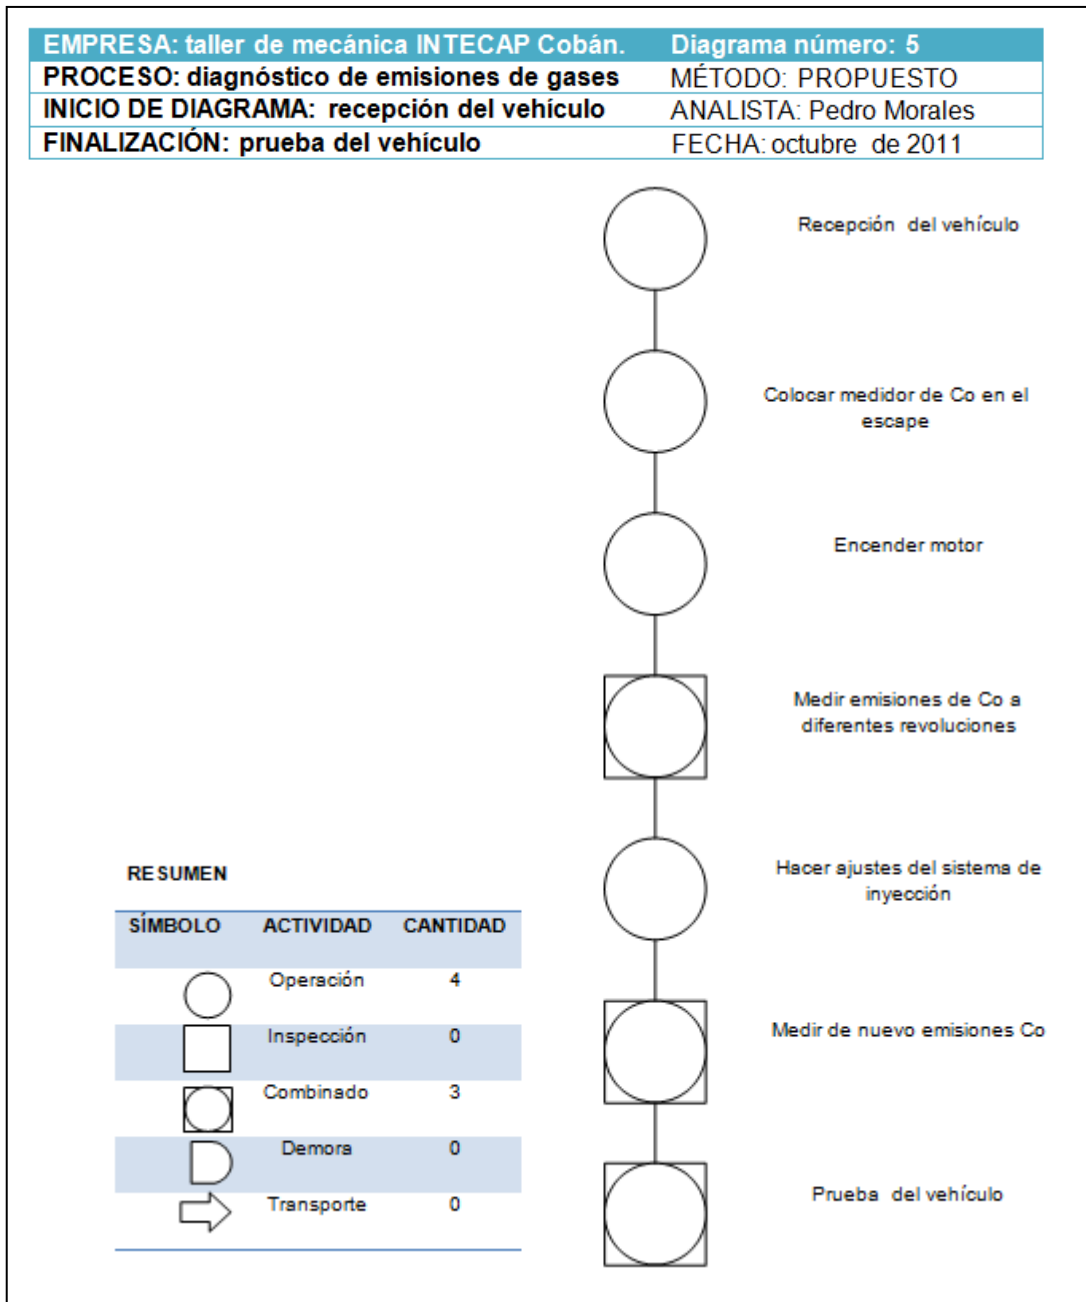 EMPRESA: taller de mecánica INTECAP Cobán. Diagrama número: 5
PROCESO: diagnóstico de emisiones de gases MÉTODO: PROPUESTO
INICIO DE DIAGRAMA: recepción del vehículo ANALISTA: Pedro Morales
FINALIZACIÓN: prueba del vehículo FECHA: octubre de 2011
Recepción del vehículo
Colocar medidor de Co en el
escape
Encender motor
Medir emisiones de Co a
diferentes revoluciones
Hacer ajustes del sistema de
inyección
Medir de nuevo emisiones Co
Prueba del vehículo
RESUMEN
SÍMBOLO ACTIVIDAD CANTIDAD
Operación 4
Inspección 0
Combinado 3
Demora 0
Transporte 0